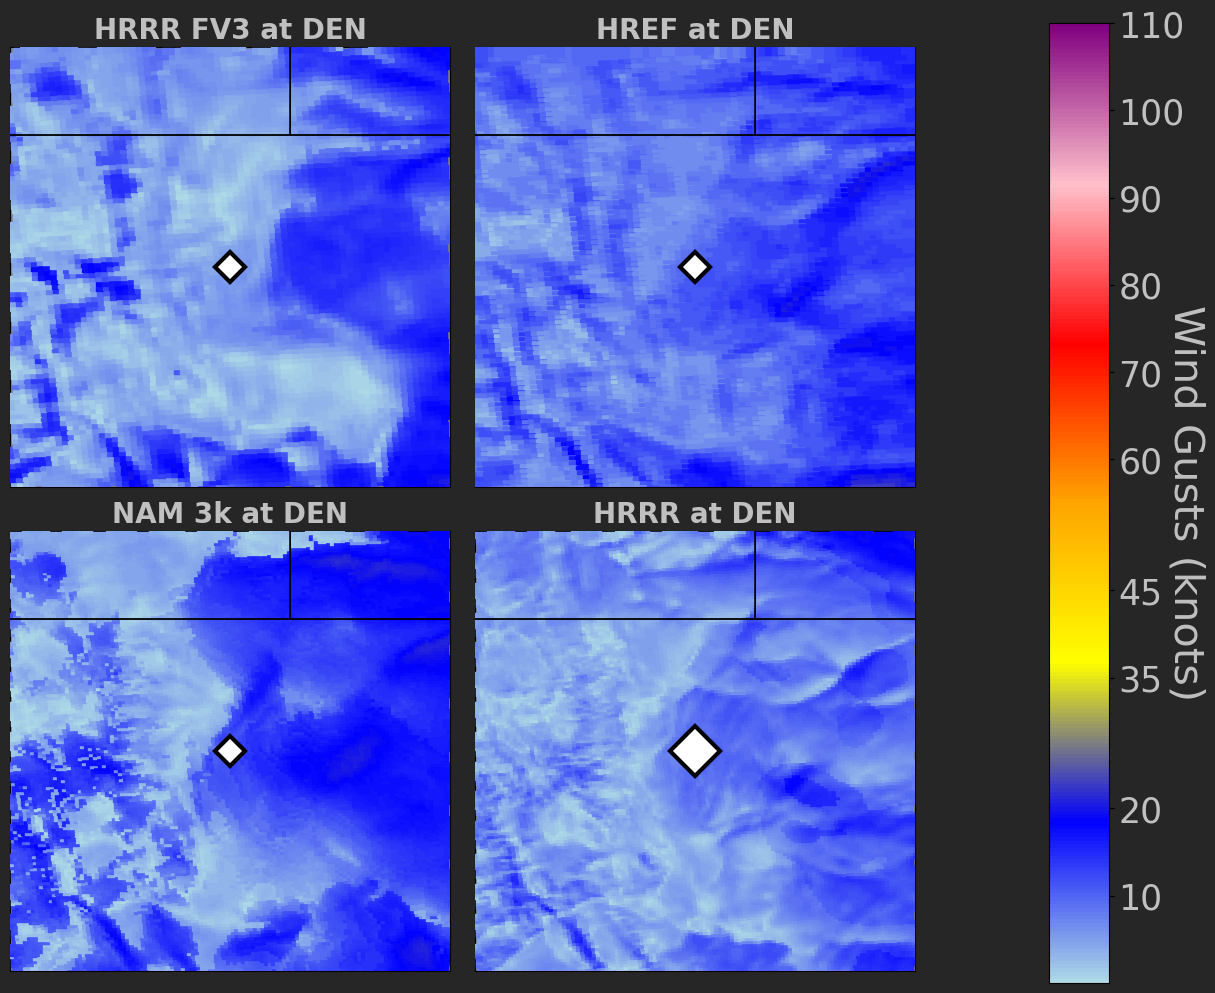 HRRR FV3 at DEN
HREF at DEN
NAM 3k at DEN
HRRR at DEN
110
100
90
80
70
60
45
35
20
10
Wind Gusts (knots)